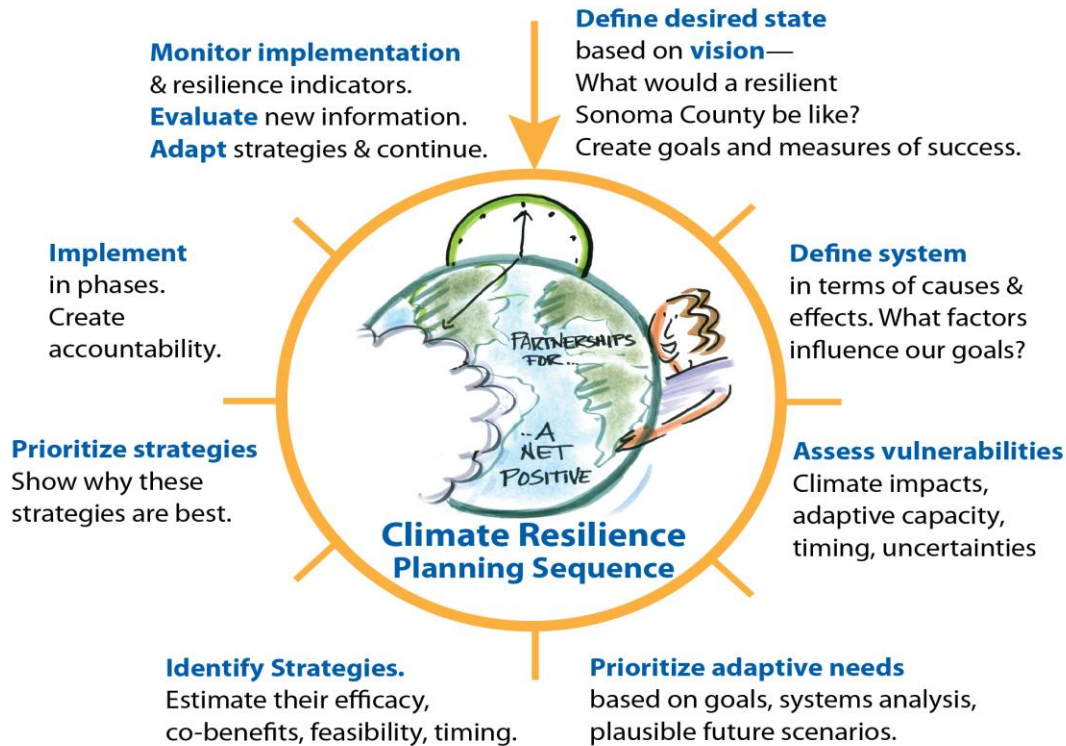 Define desired state
based on vision—
What would a resilient
Sonoma County be like?
Create goals and measures of success.
Define system
in terms of causes &
effects. What factors
influence our goals?
Assess vulnerabilities
Climate impacts,
adaptive capacity,
timing, uncertainties
Prioritize adaptive needs
based on goals, systems analysis,
plausible future scenarios.
Identify Strategies.
Estimate their efficacy,
co-benefits, feasibility, timing.
Prioritize strategies
Show why these
strategies are best.
Implement
in phases.
Create
accountability.
Monitor implementation
& resilience indicators.
Evaluate new information.
Adapt strategies & continue.
PARTNERSHIPS
FOR...
...A
NET
POSITIVE
Climate Resilience
Planning Sequence